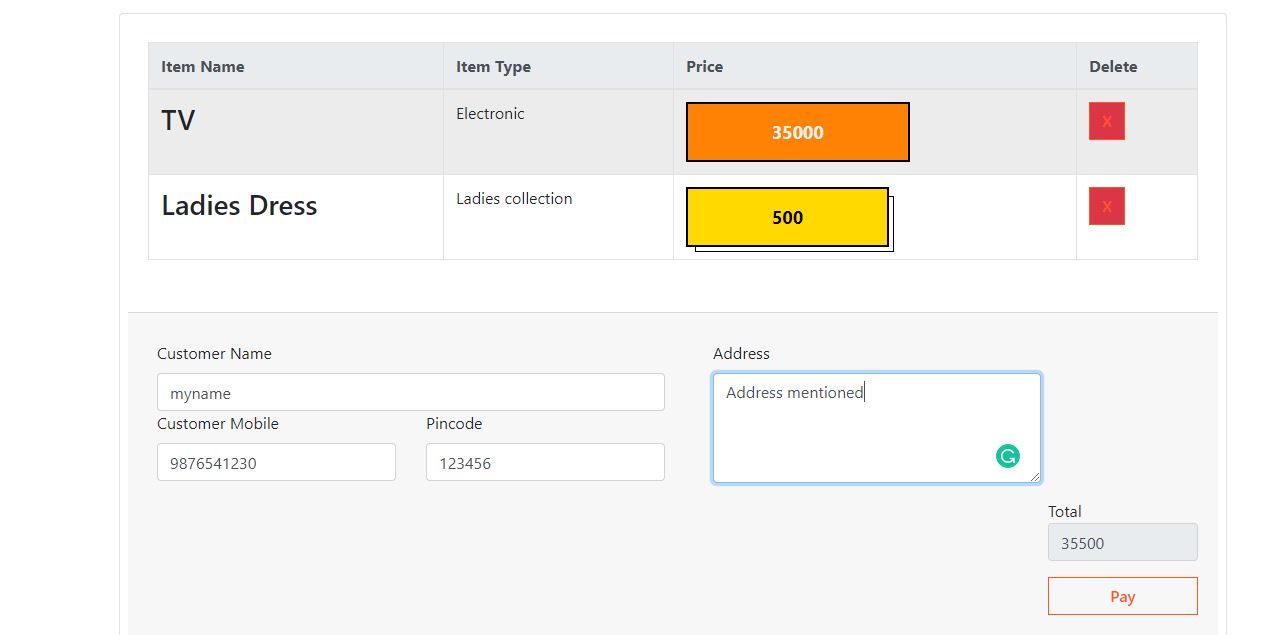 Item Name Item Type Price Delete
TV Electronic 35000 X
Ladies Dress Ladies collection 500 X
Customer Name Address
myname Address mentioned
Customer Mobile Pincode
9876541230 123456
Total
35500
Pay